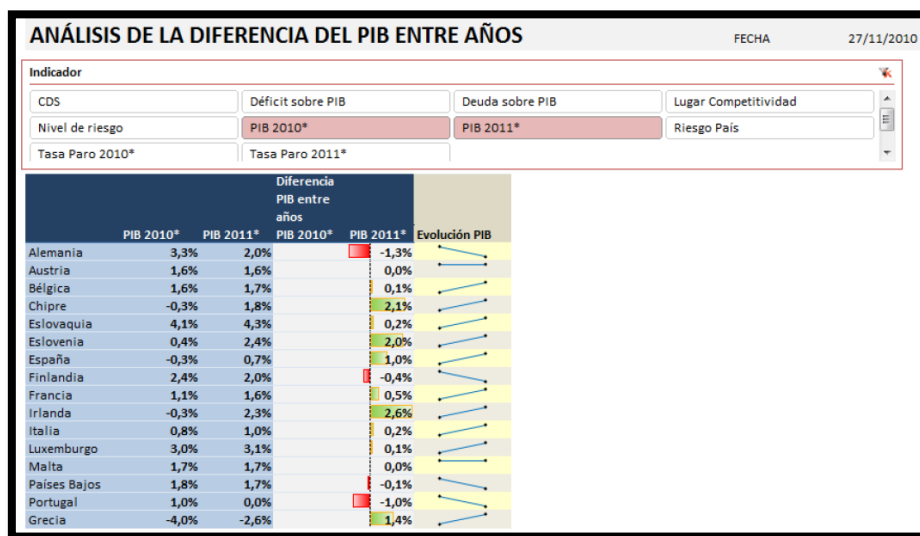 ANÁLISIS DE LA DIFERENCIA DEL PIB ENTRE AÑOS FECHA 27/11/2010
Indicador
CDS Déficit sobre PIB Deuda sobre PIB Lugar Competitividad
Nivel de riesgo PIB 2010* PIB 2011* Riesgo País
Tasa Paro 2010* Tasa Paro 2011*
Diferencia
PIB entre
años
PIB 2010* PIB 2011* PIB 2010* PIB 2011* Evolución PIB
Alemania 3,3% 2,0% -1,3%
Austria 1,6% 1,6% 0,0%
Bélgica 1,6% 1,7% 0,1%
Chipre -0,3% 1,8% 2,1%
Eslovaquia 4,1% 4,3% 0,2%
Eslovenia 0,4% 2,4% 2,0%
España -0,3% 0,7% 1,0%
Finlandia 2,4% 2,0% -0,4%
Francia 1,1% 1,6% 0,5%
Irlanda -0,3% 2,3% 2,6%
Italia 0,8% 1,0% 0,2%
Luxemburgo 3,0% 3,1% 0,1%
Malta 1,7% 1,7% 0,0%
Países Bajos 1,8% 1,7% -0,1%
Portugal 1,0% 0,0% -1,0%
Grecia -4,0% -2,6% 1,4%